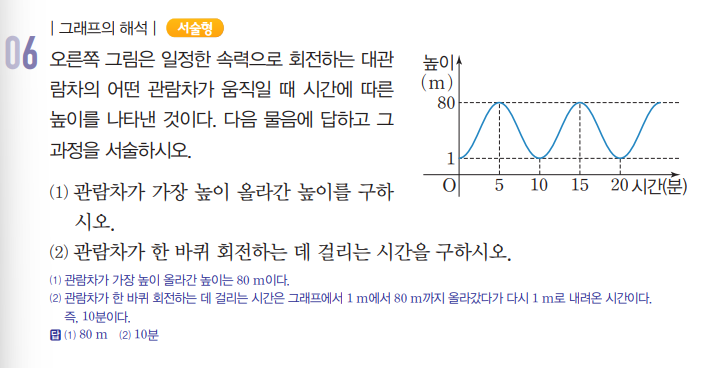 | 그래프의 해석 | 서술형
06 오른쪽 그림은 일정한 속력으로 회전하는 대관
람차의 어떤 관람차가 움직일 때 시간에 따른
높이를 나타낸 것이다. 다음 물음에 답하고 그
과정을 서술하시오.
높이
(m)
80
1
O 5 10 15 20 시간(분)
⑴ 관람차가 가장 높이 올라간 높이를 구하
시오.
⑵ 관람차가 한 바퀴 회전하는 데 걸리는 시간을 구하시오.
⑴ 관람차가 가장 높이 올라간 높이는 80 m이다.
⑵ 관람차가 한 바퀴 회전하는 데 걸리는 시간은 그래프에서 1 m에서 80 m까지 올라갔다가 다시 1 m로 내려온 시간이다.
즉, 10분이다.
답 ⑴ 80 m ⑵ 10분